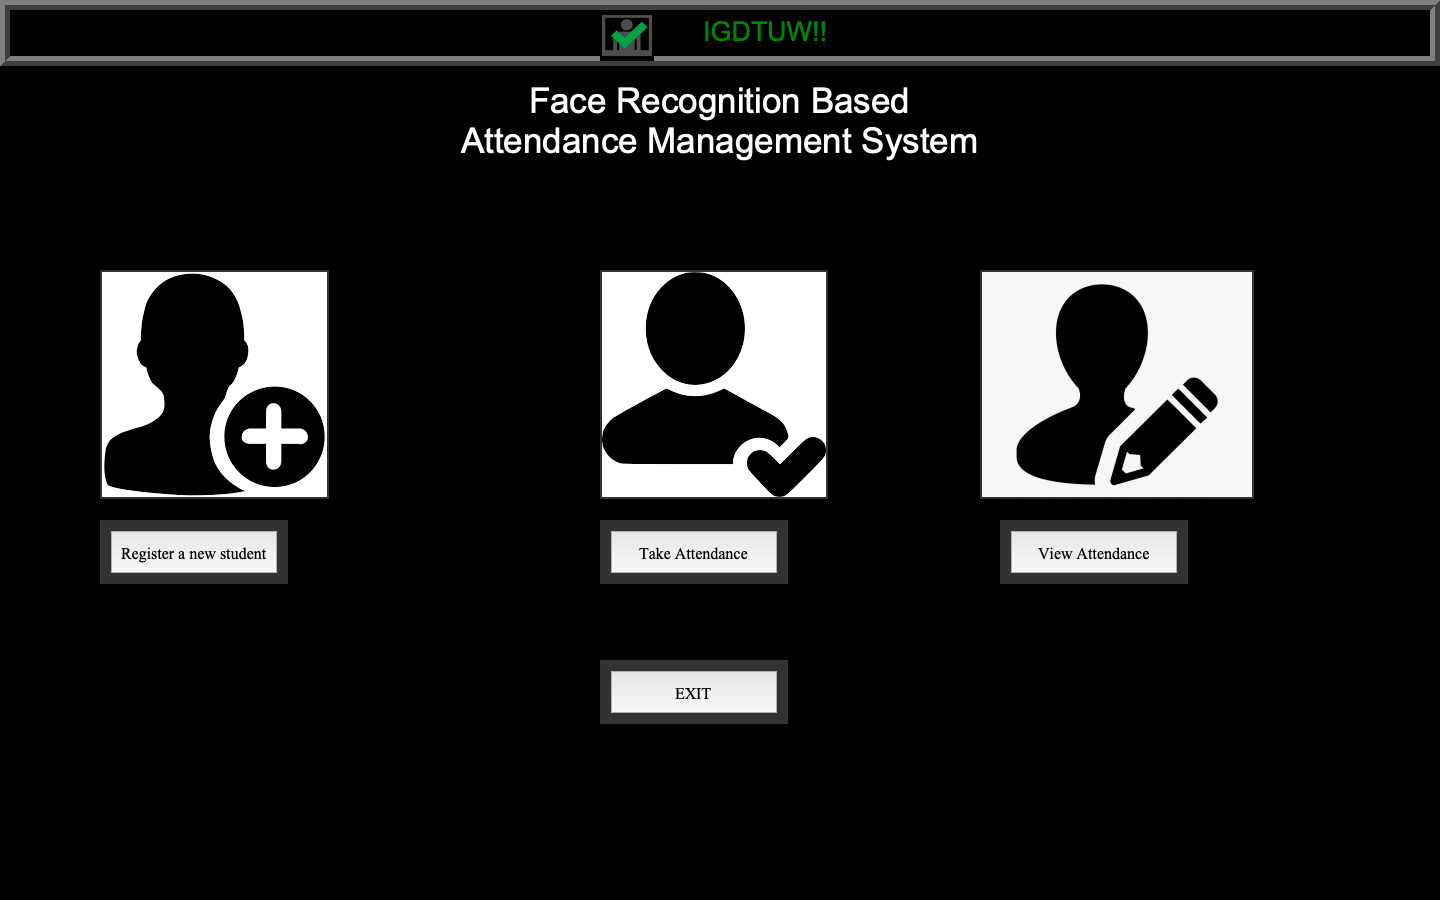 IGDTUW!!
Face Recognition Based
Attendance Management System
Register a new student
Take Attendance
View Attendance
EXIT